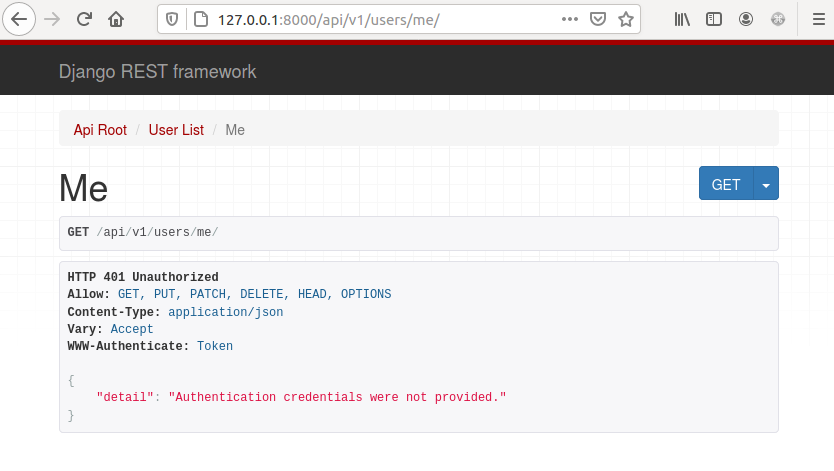 127.0.0.1:8000/api/v1/users/me/
Django REST framework
Api Root / User List / Me
Me
GET
GET /api/v1/users/me/
HTTP 401 Unauthorized
Allow: GET, PUT, PATCH, DELETE, HEAD, OPTIONS
Content-Type: application/json
Vary: Accept
WWW-Authenticate: Token
{
"detail": "Authentication credentials were not provided."
}